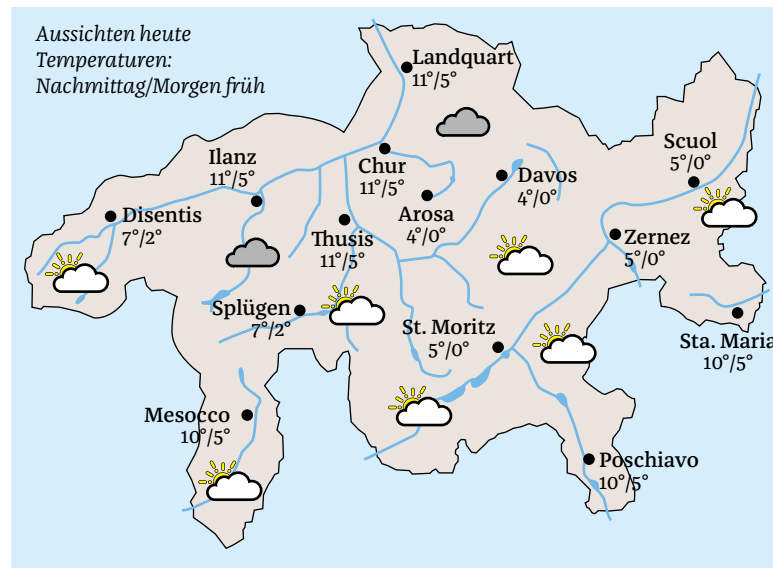 Aussichten heute
Temperaturen:
Nachmittag/Morgen früh
Landquart
11°/5°
Scuol
5°/0°
Ilanz
11°/5°
Chur
11°/5°
Davos
4°/0°
Arosa
4°/0°
Disentis
7°/2°
Thusis
11°/5°
Zernez
5°/0°
Splügen
7°/2°
St. Moritz
5°/0°
Sta. Maria
10°/5°
Mesocco
10°/5°
Poschiavo
10°/5°